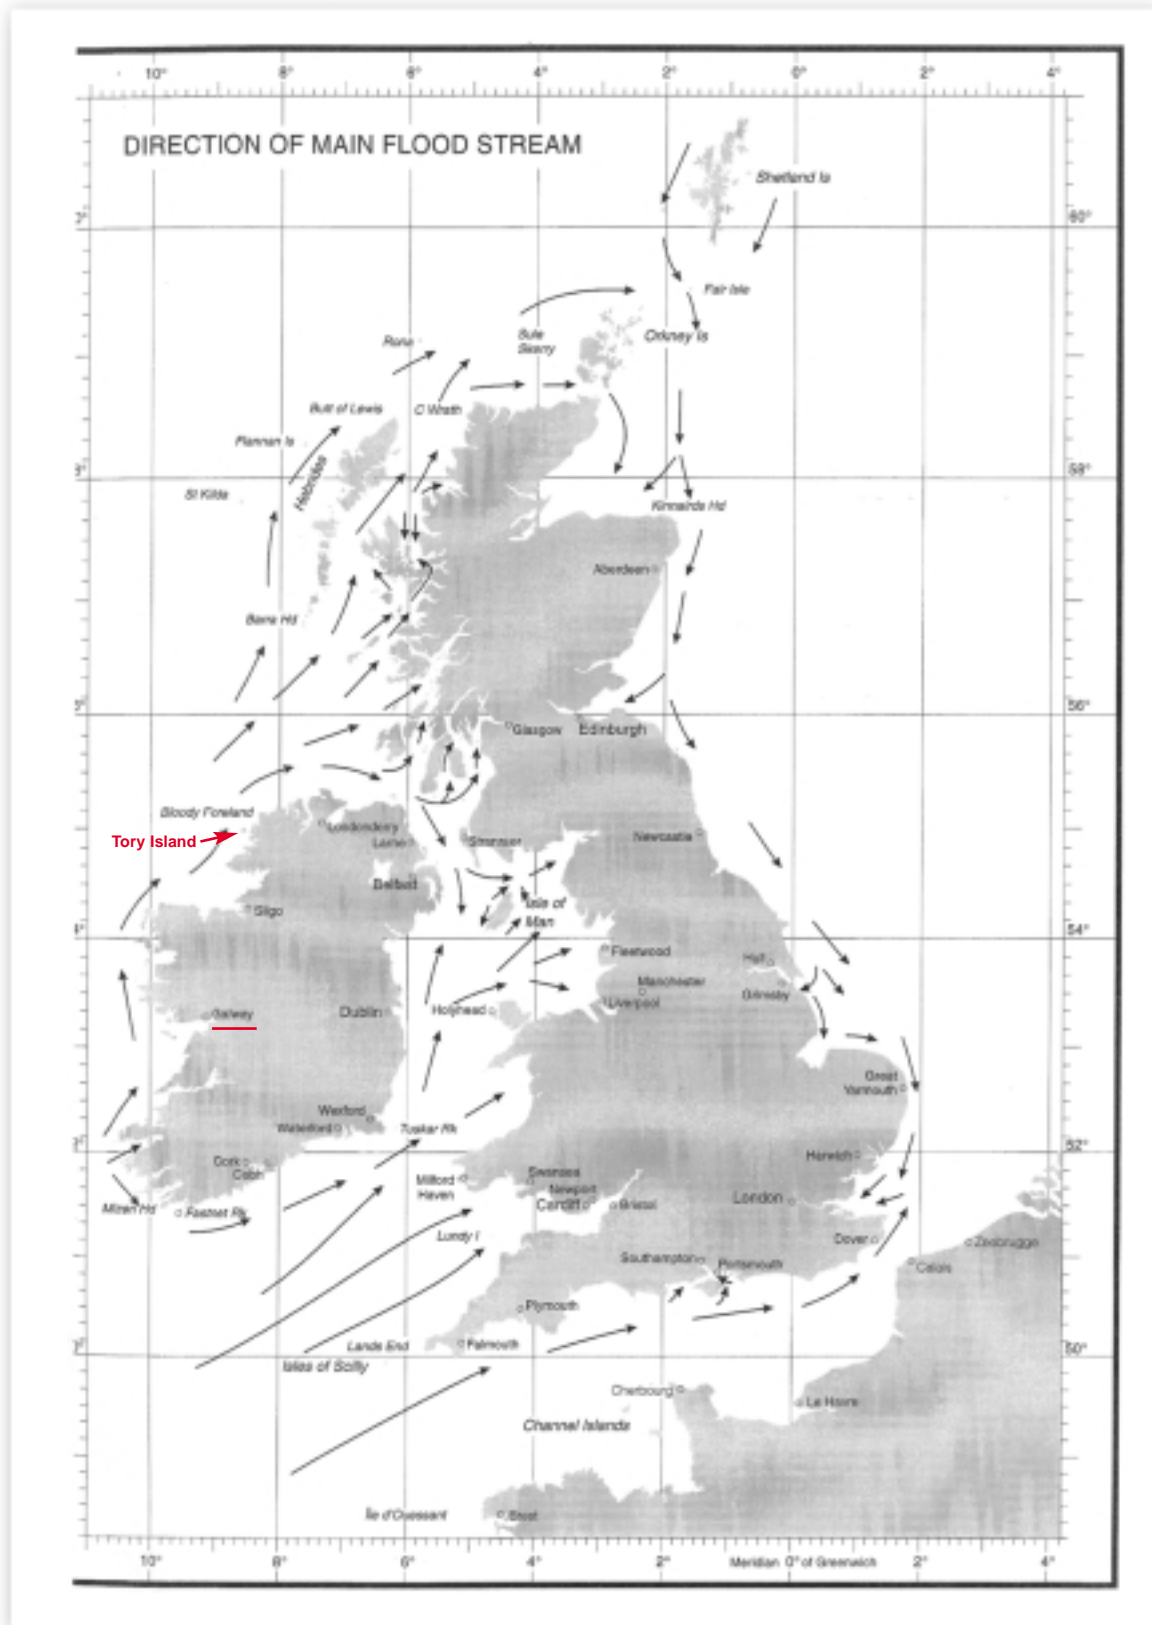 10° 8° 6° 4° 2° 0° 2° 4°
DIRECTION OF MAIN FLOOD STREAM
Shetland Is
60°
Fair Isle
Sule
Skerry
Orkney Is
Rona
Butt of Lewis
C Wrath
Flannan Is
Hebrides
58°
St Kilda
Kinnairds Hd
Aberdeen
Barra Hd
56°
Glasgow
Edinburgh
Bloody Foreland
Tory Island
Londonderry
Larne
Stranraer
Newcastle
Belfast
Isle of
Man
Sligo
54°
Fleetwood
Hull
Manchester
Grimsby
Liverpool
Galway
Dublin
Holyhead
Great
Yarmouth
Wexford
Waterford
Tuskar Rk
52°
Harwich
Cork
Cobh
Milford
Haven
Swansea
Newport
Cardiff
Bristol
London
Mizen Hd
Fastnet Rk
Lundy I
Dover
Zeebrugge
Southampton
Portsmouth
Calais
Plymouth
Lands End
Falmouth
50°
Isles of Scilly
Cherbourg
Le Havre
Channel Islands
Île d'Ouessant
Brest
10° 8° 6° 4° 2° Meridian 0° of Greenwich 2° 4°